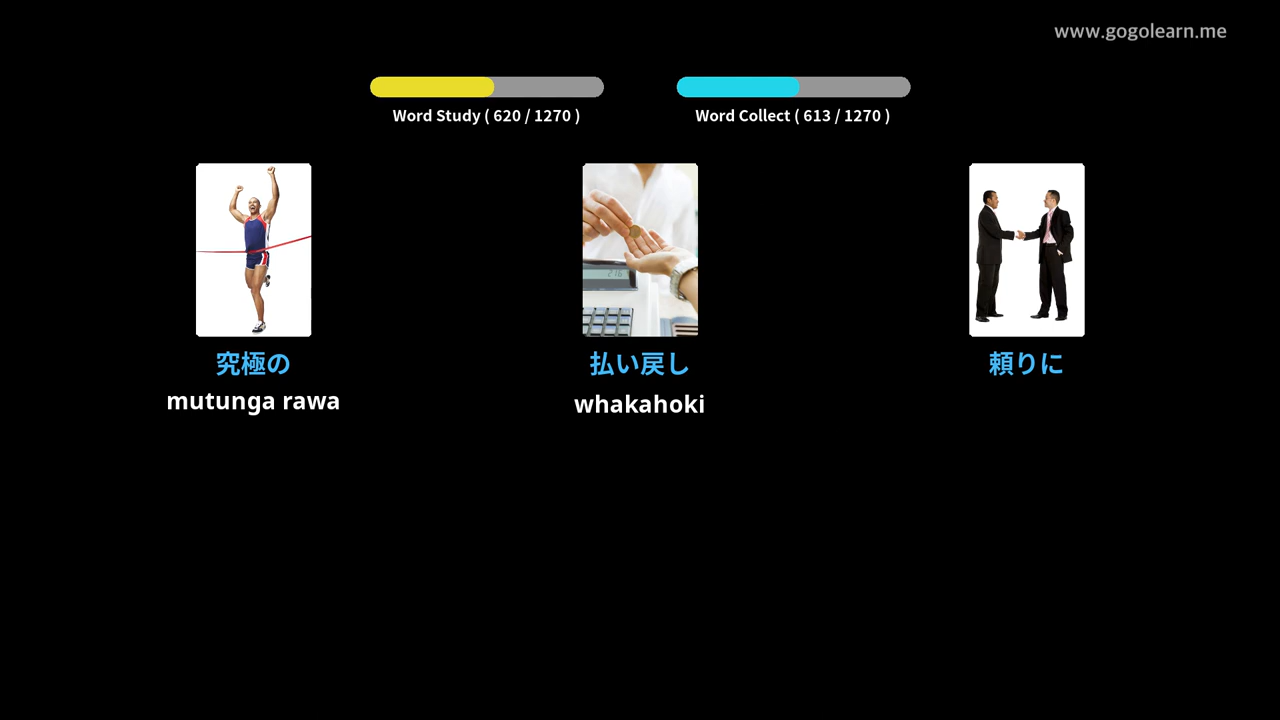 www.gogolearn.me
Word Study ( 620 / 1270 )
Word Collect ( 613 / 1270 )
究極の
mutunga rawa
払い戻し
whakahoki
頼りに